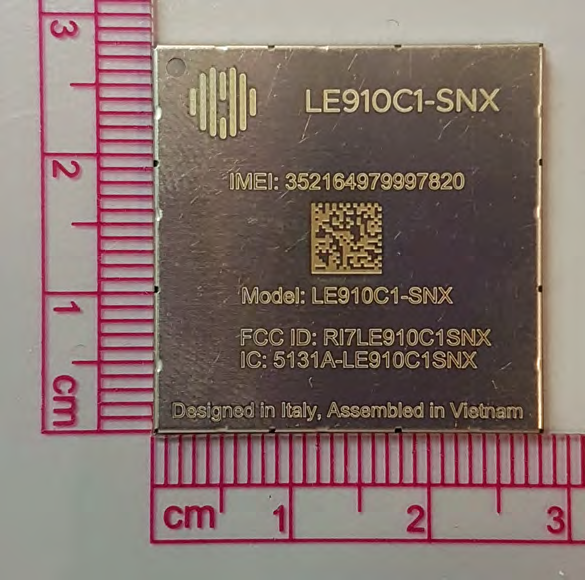 LE910C1-SNX
IMEI: 352164979997820
Model: LE910C1-SNX
FCC ID: RI7LE910C1SNX
IC: 5131A-LE910C1SNX
Designed in Italy, Assembled in Vietnam
3
2
1
cm
cm 1 2 3